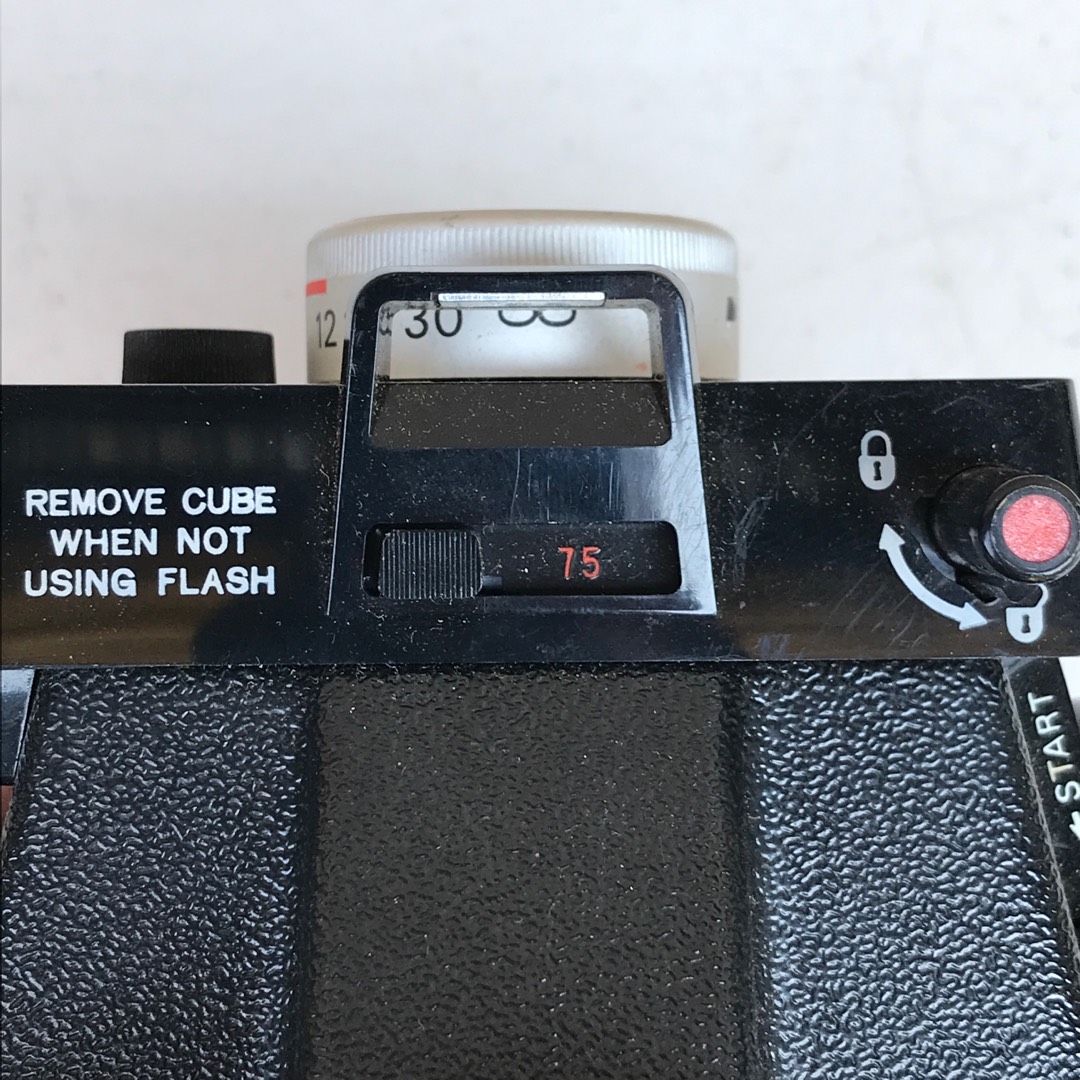 12
30
REMOVE CUBE
WHEN NOT
USING FLASH
75
START